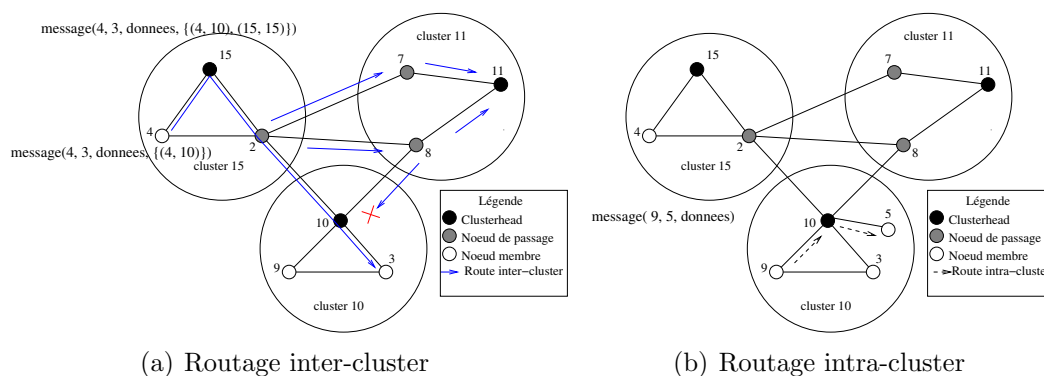 message(4, 3, donnees, {(4, 10), (15, 15)})
15
4
2
message(4, 3, donnees, {(4, 10)})
cluster 15
cluster 11
7
11
8
10
9
3
cluster 10
Légende
Clusterhead
Noeud de passage
Noeud membre
Route inter−cluster
(a) Routage inter-cluster
15
4
2
cluster 15
cluster 11
7
11
8
message( 9, 5, donnees)
10
5
9
3
cluster 10
Légende
Clusterhead
Noeud de passage
Noeud membre
Route intra−cluster
(b) Routage intra-cluster